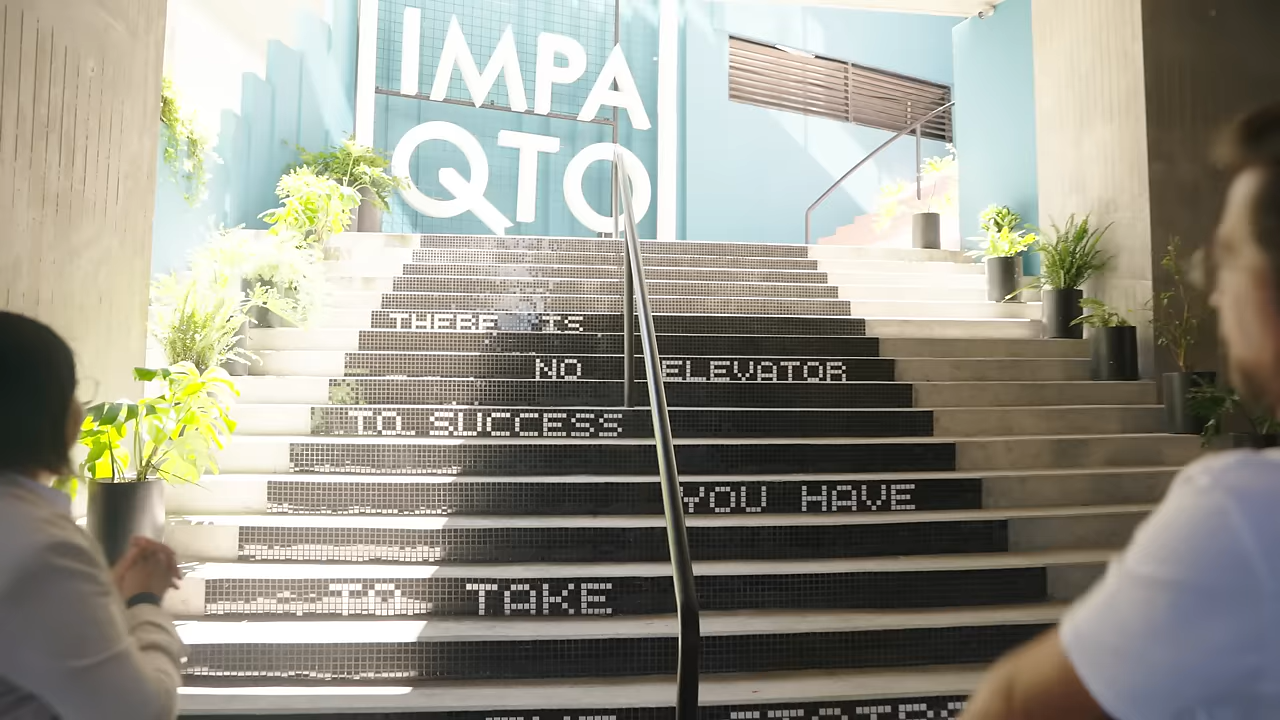 IMPA
QTO
THERE IS
NO ELEVATOR
TO SUCCESS
YOU HAVE
TO TAKE